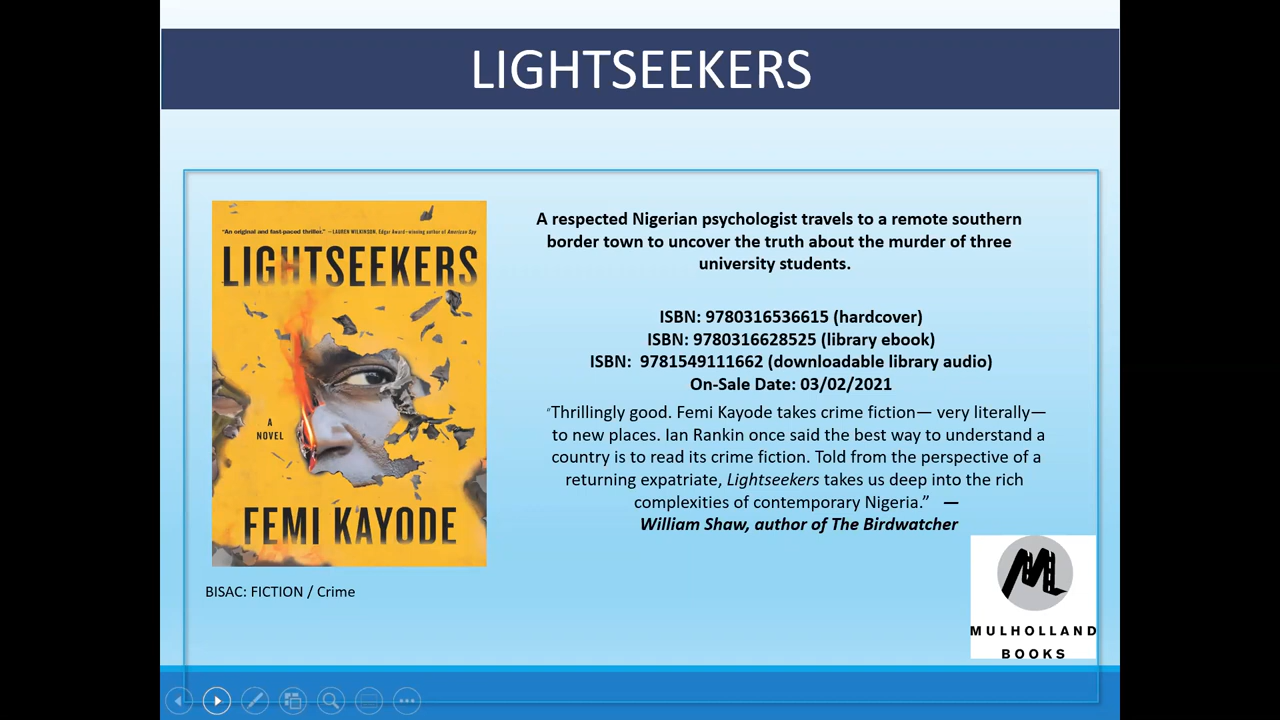 LIGHTSEEKERS
"An original and fast-paced thriller." —LAUREN WILKINSON, Edgar Award–winning author of American Spy
LIGHTSEEKERS
A
NOVEL
FEMI KAYODE
BISAC: FICTION / Crime
A respected Nigerian psychologist travels to a remote southern
border town to uncover the truth about the murder of three
university students.
ISBN: 9780316536615 (hardcover)
ISBN: 9780316628525 (library ebook)
ISBN: 9781549111662 (downloadable library audio)
On-Sale Date: 03/02/2021
"Thrillingly good. Femi Kayode takes crime fiction— very literally—
to new places. Ian Rankin once said the best way to understand a
country is to read its crime fiction. Told from the perspective of a
returning expatriate, Lightseekers takes us deep into the rich
complexities of contemporary Nigeria.” —
William Shaw, author of The Birdwatcher
M
MULHOLLAND
BOOKS